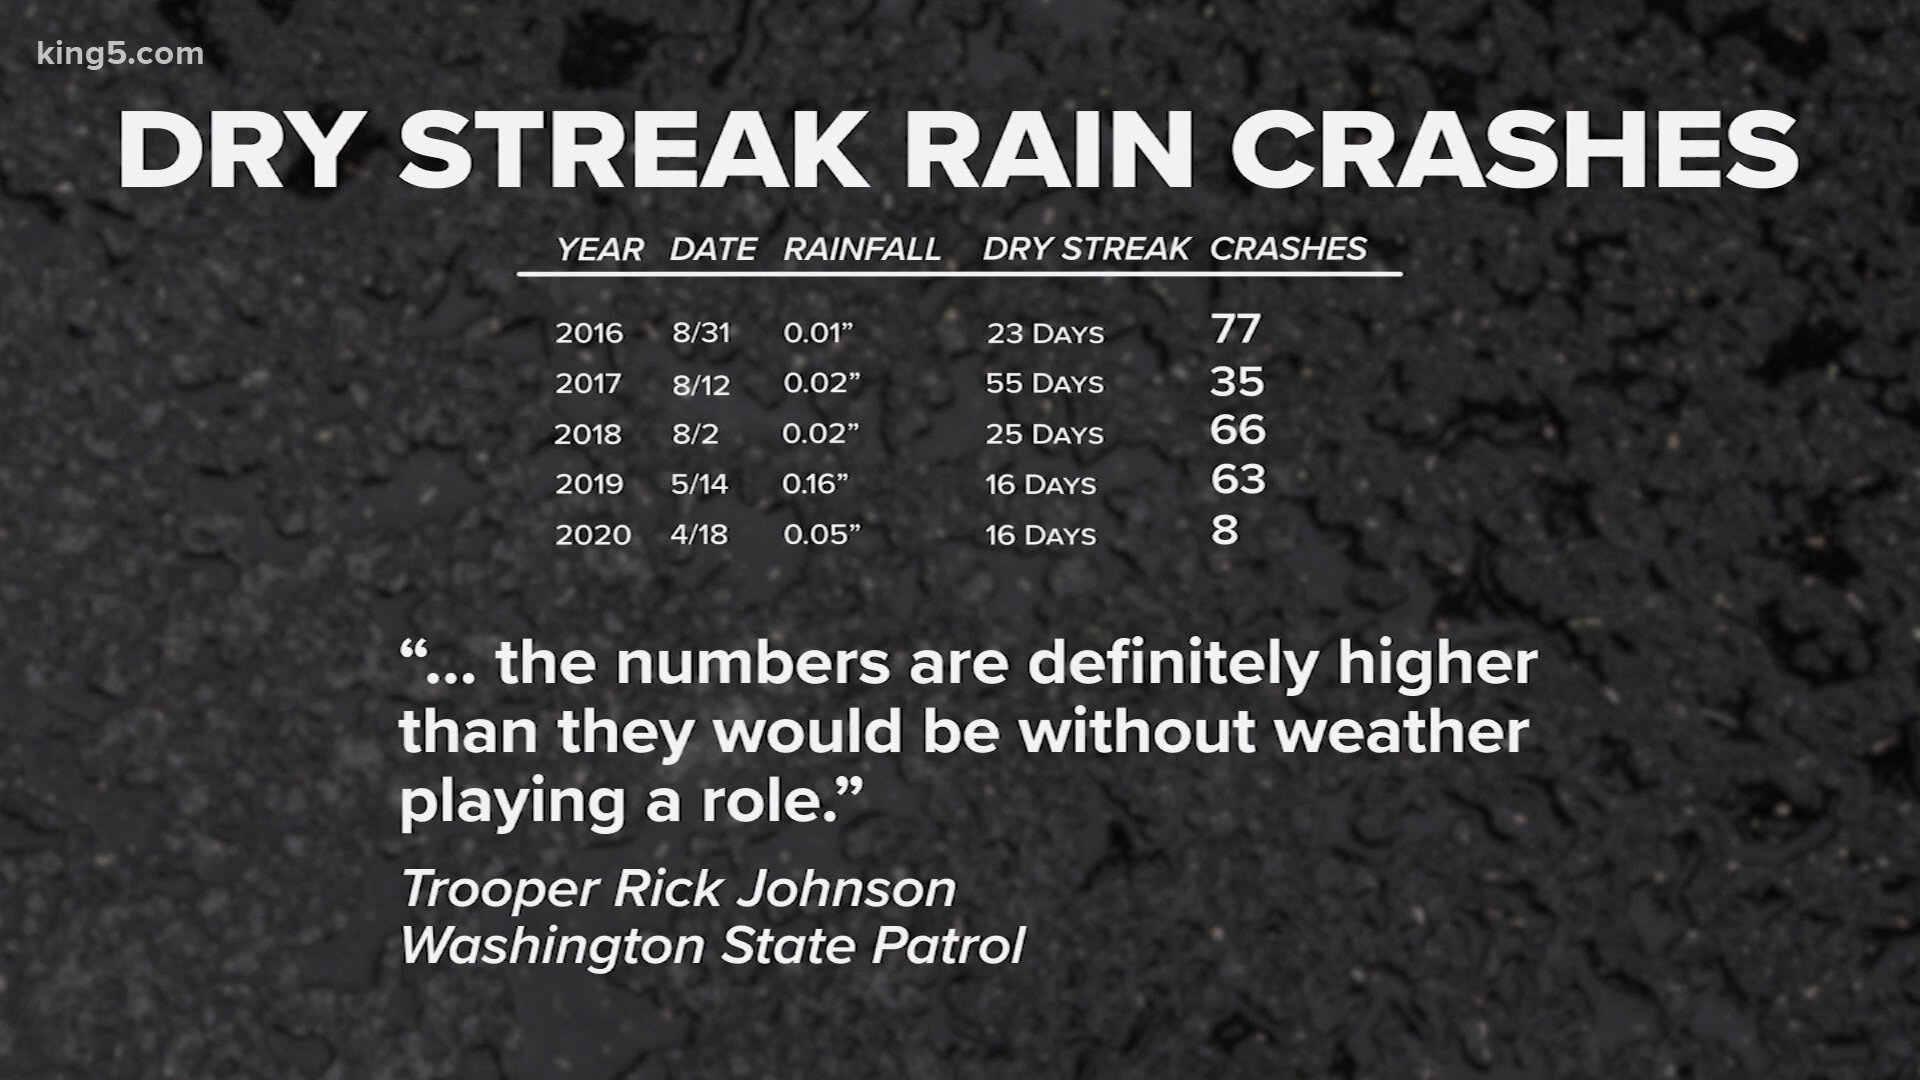 king5.com
DRY STREAK RAIN CRASHES
YEAR DATE RAINFALL DRY STREAK CRASHES
2016 8/31 0.01” 23 DAYS 77
2017 8/12 0.02” 55 DAYS 35
2018 8/2 0.02” 25 DAYS 66
2019 5/14 0.16” 16 DAYS 63
2020 4/18 0.05” 16 DAYS 8
“... the numbers are definitely higher
than they would be without weather
playing a role.”
Trooper Rick Johnson
Washington State Patrol